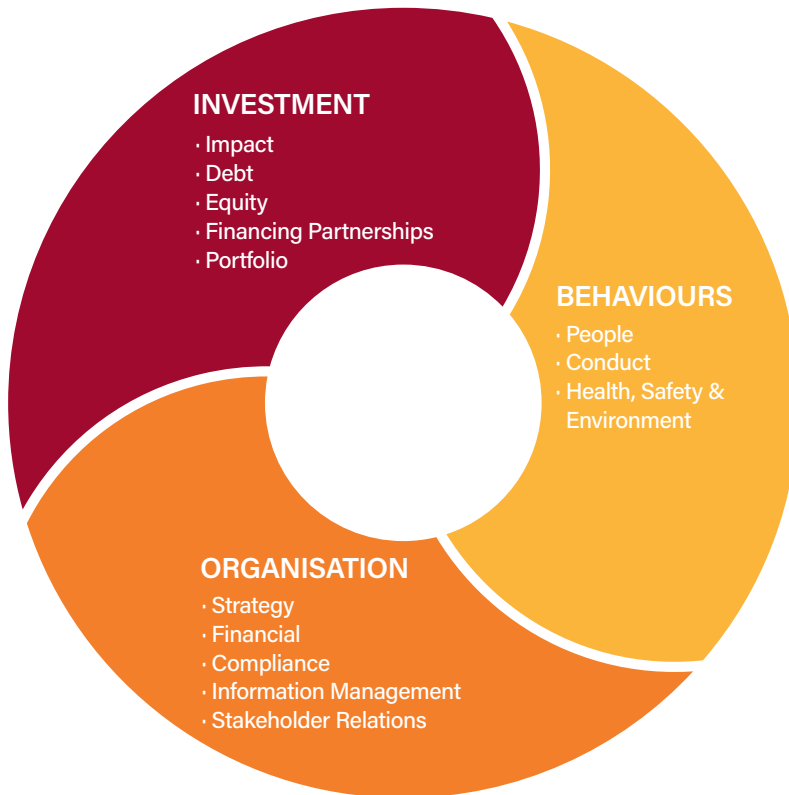 INVESTMENT
· Impact
· Debt
· Equity
· Financing Partnerships
· Portfolio
BEHAVIOURS
· People
· Conduct
· Health, Safety &
Environment
ORGANISATION
· Strategy
· Financial
· Compliance
· Information Management
· Stakeholder Relations